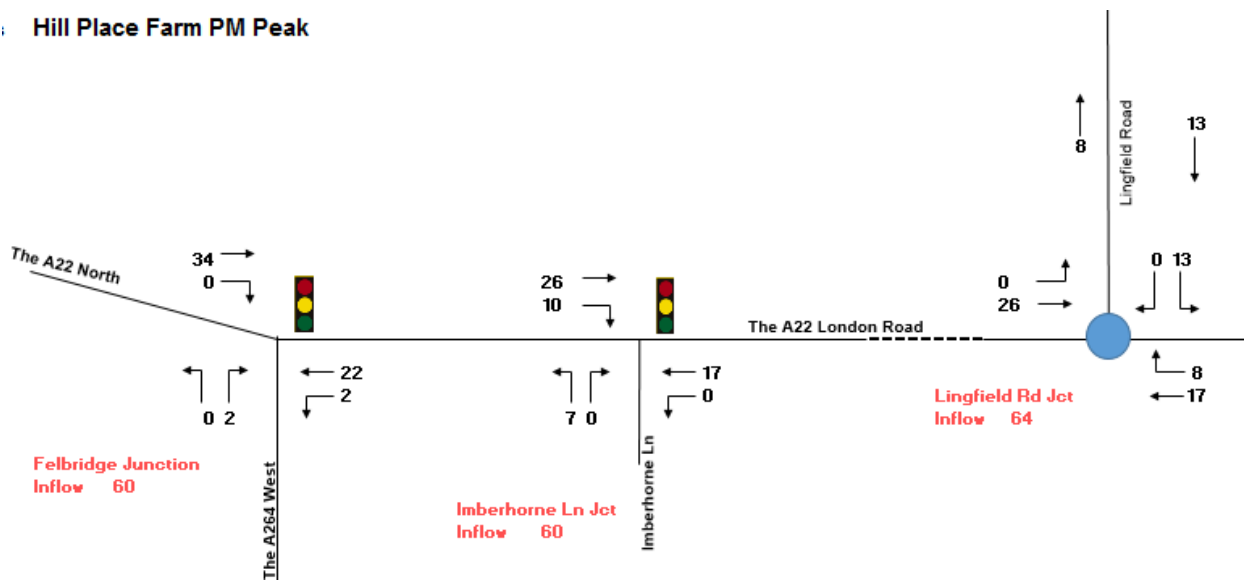 Hill Place Farm PM Peak
8
13
Lingfield Road
The A22 North
34
0
26
10
0
26
0 13
The A22 London Road
22
2
0 2
17
0
7 0
8
17
Lingfield Rd Jct
Inflow 64
Felbridge Junction
Inflow 60
Imberhorne Ln Jct
Inflow 60
The A264 West
Imberhorne Ln